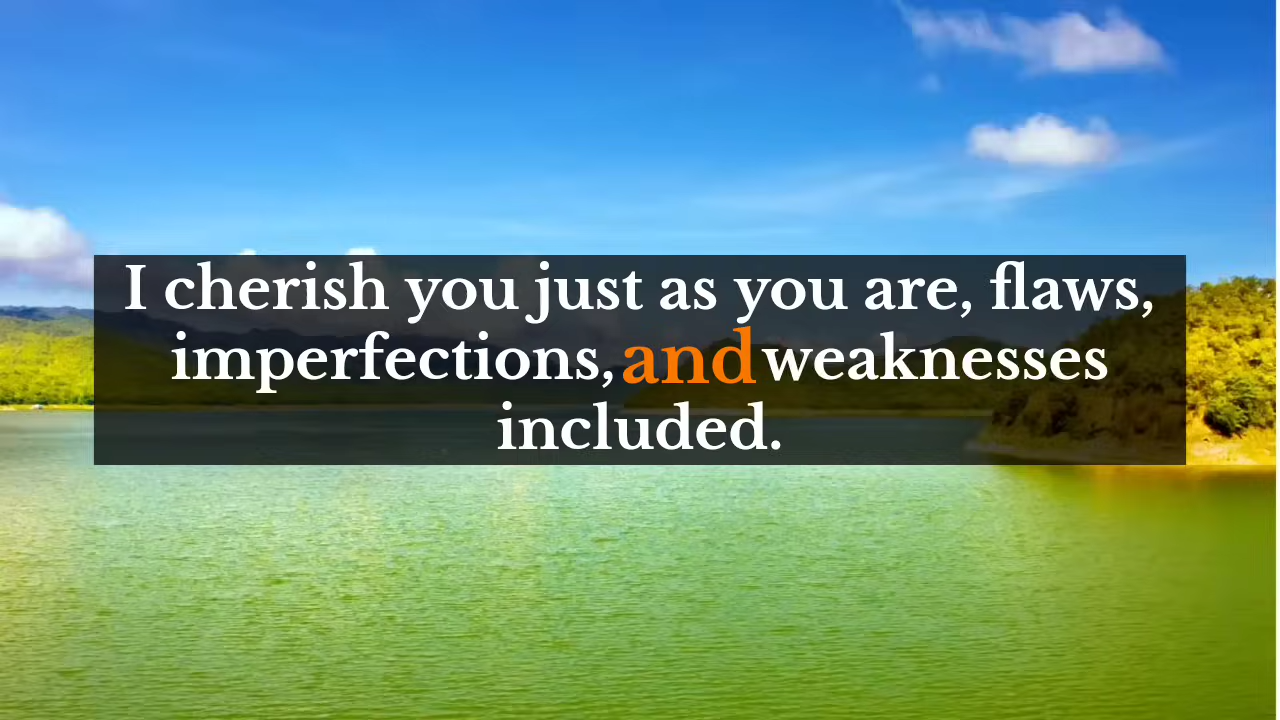 I cherish you just as you are, flaws,
imperfections, and weaknesses
included.